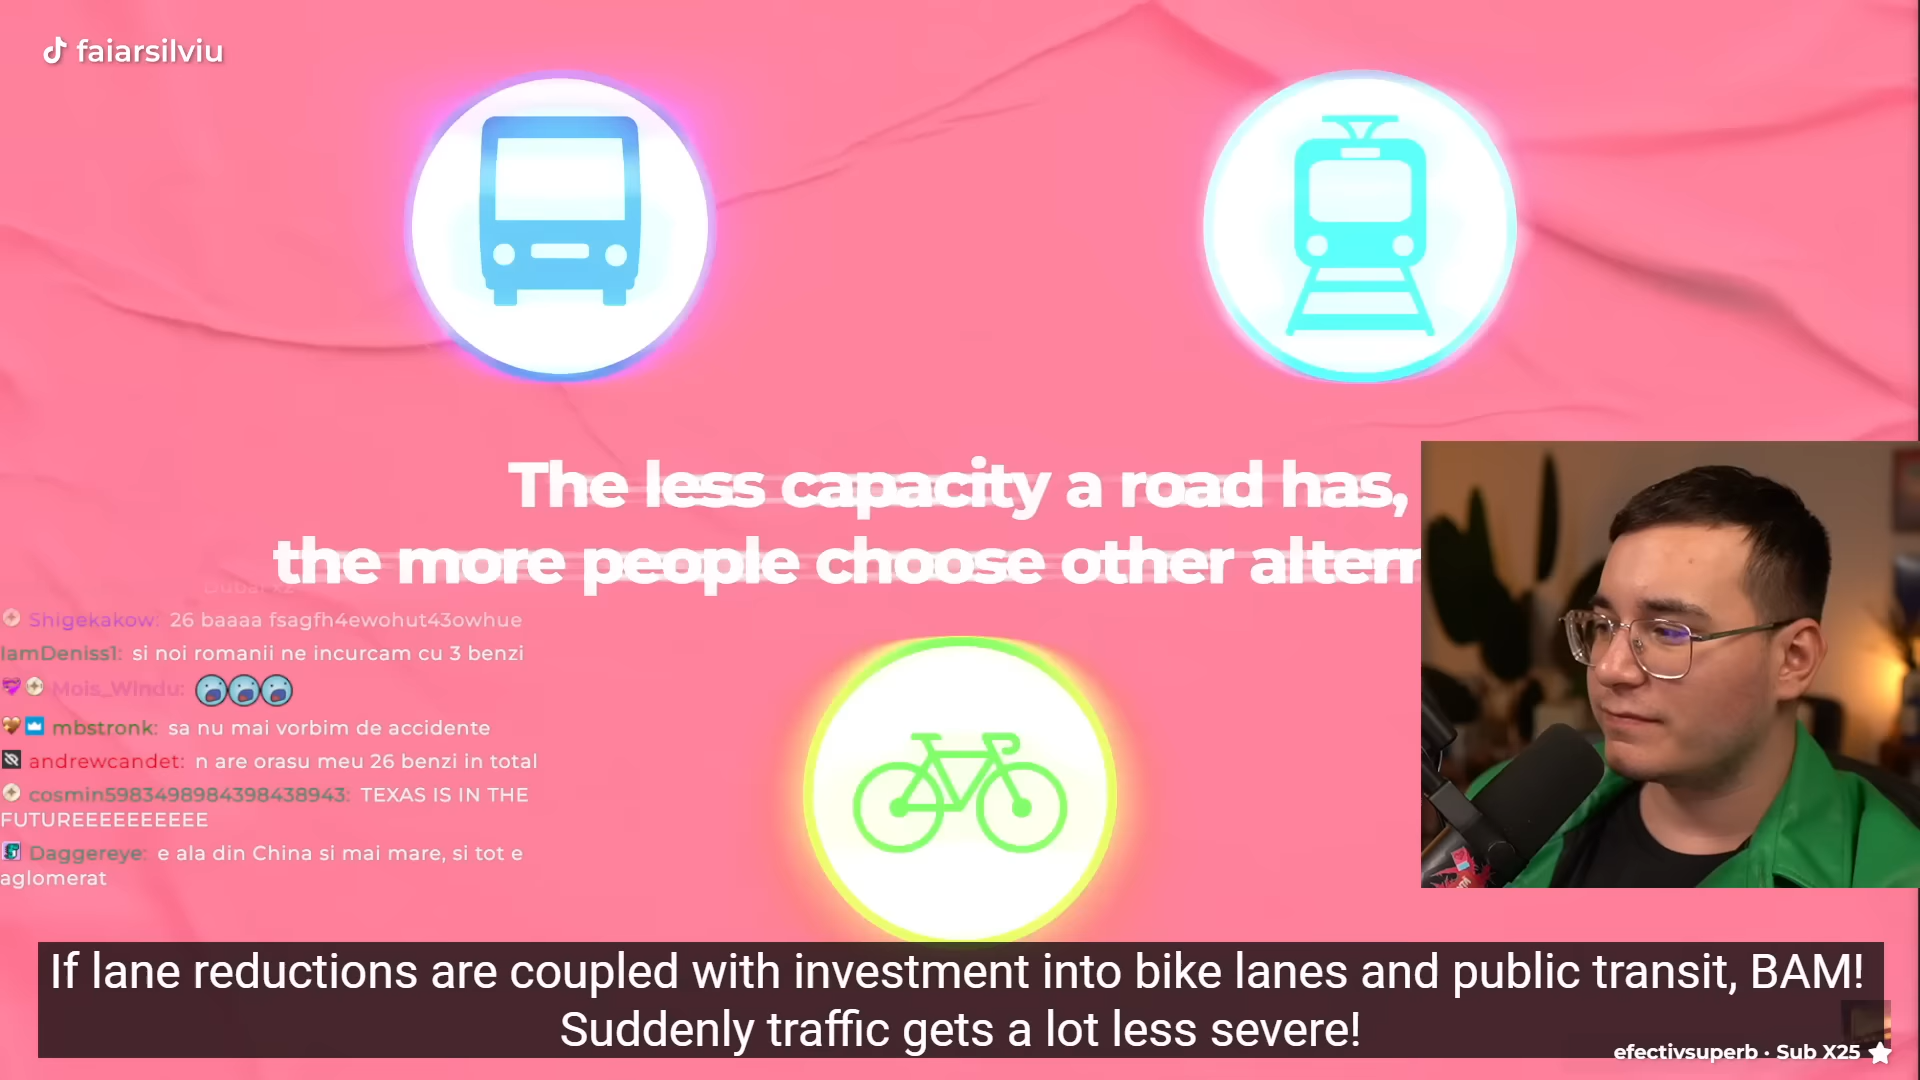 faiarsilviu
The less capacity a road has,
the more people choose other altern
Shigekakow: 26 baaaa fsagfh4ewohut43owhue
IamDeniss1: si noi romanii ne incurcam cu 3 benzi
Mois_Windu:
mbstronk: sa nu mai vorbim de accidente
andrewcandet: n are orasu meu 26 benzi in total
cosmin5983498984398438943: TEXAS IS IN THE
FUTUREEEEEEEEEE
Daggereye: e ala din China si mai mare, si tot e
aglomerat
If lane reductions are coupled with investment into bike lanes and public transit, BAM!
Suddenly traffic gets a lot less severe!
efectivsuperb · Sub X25